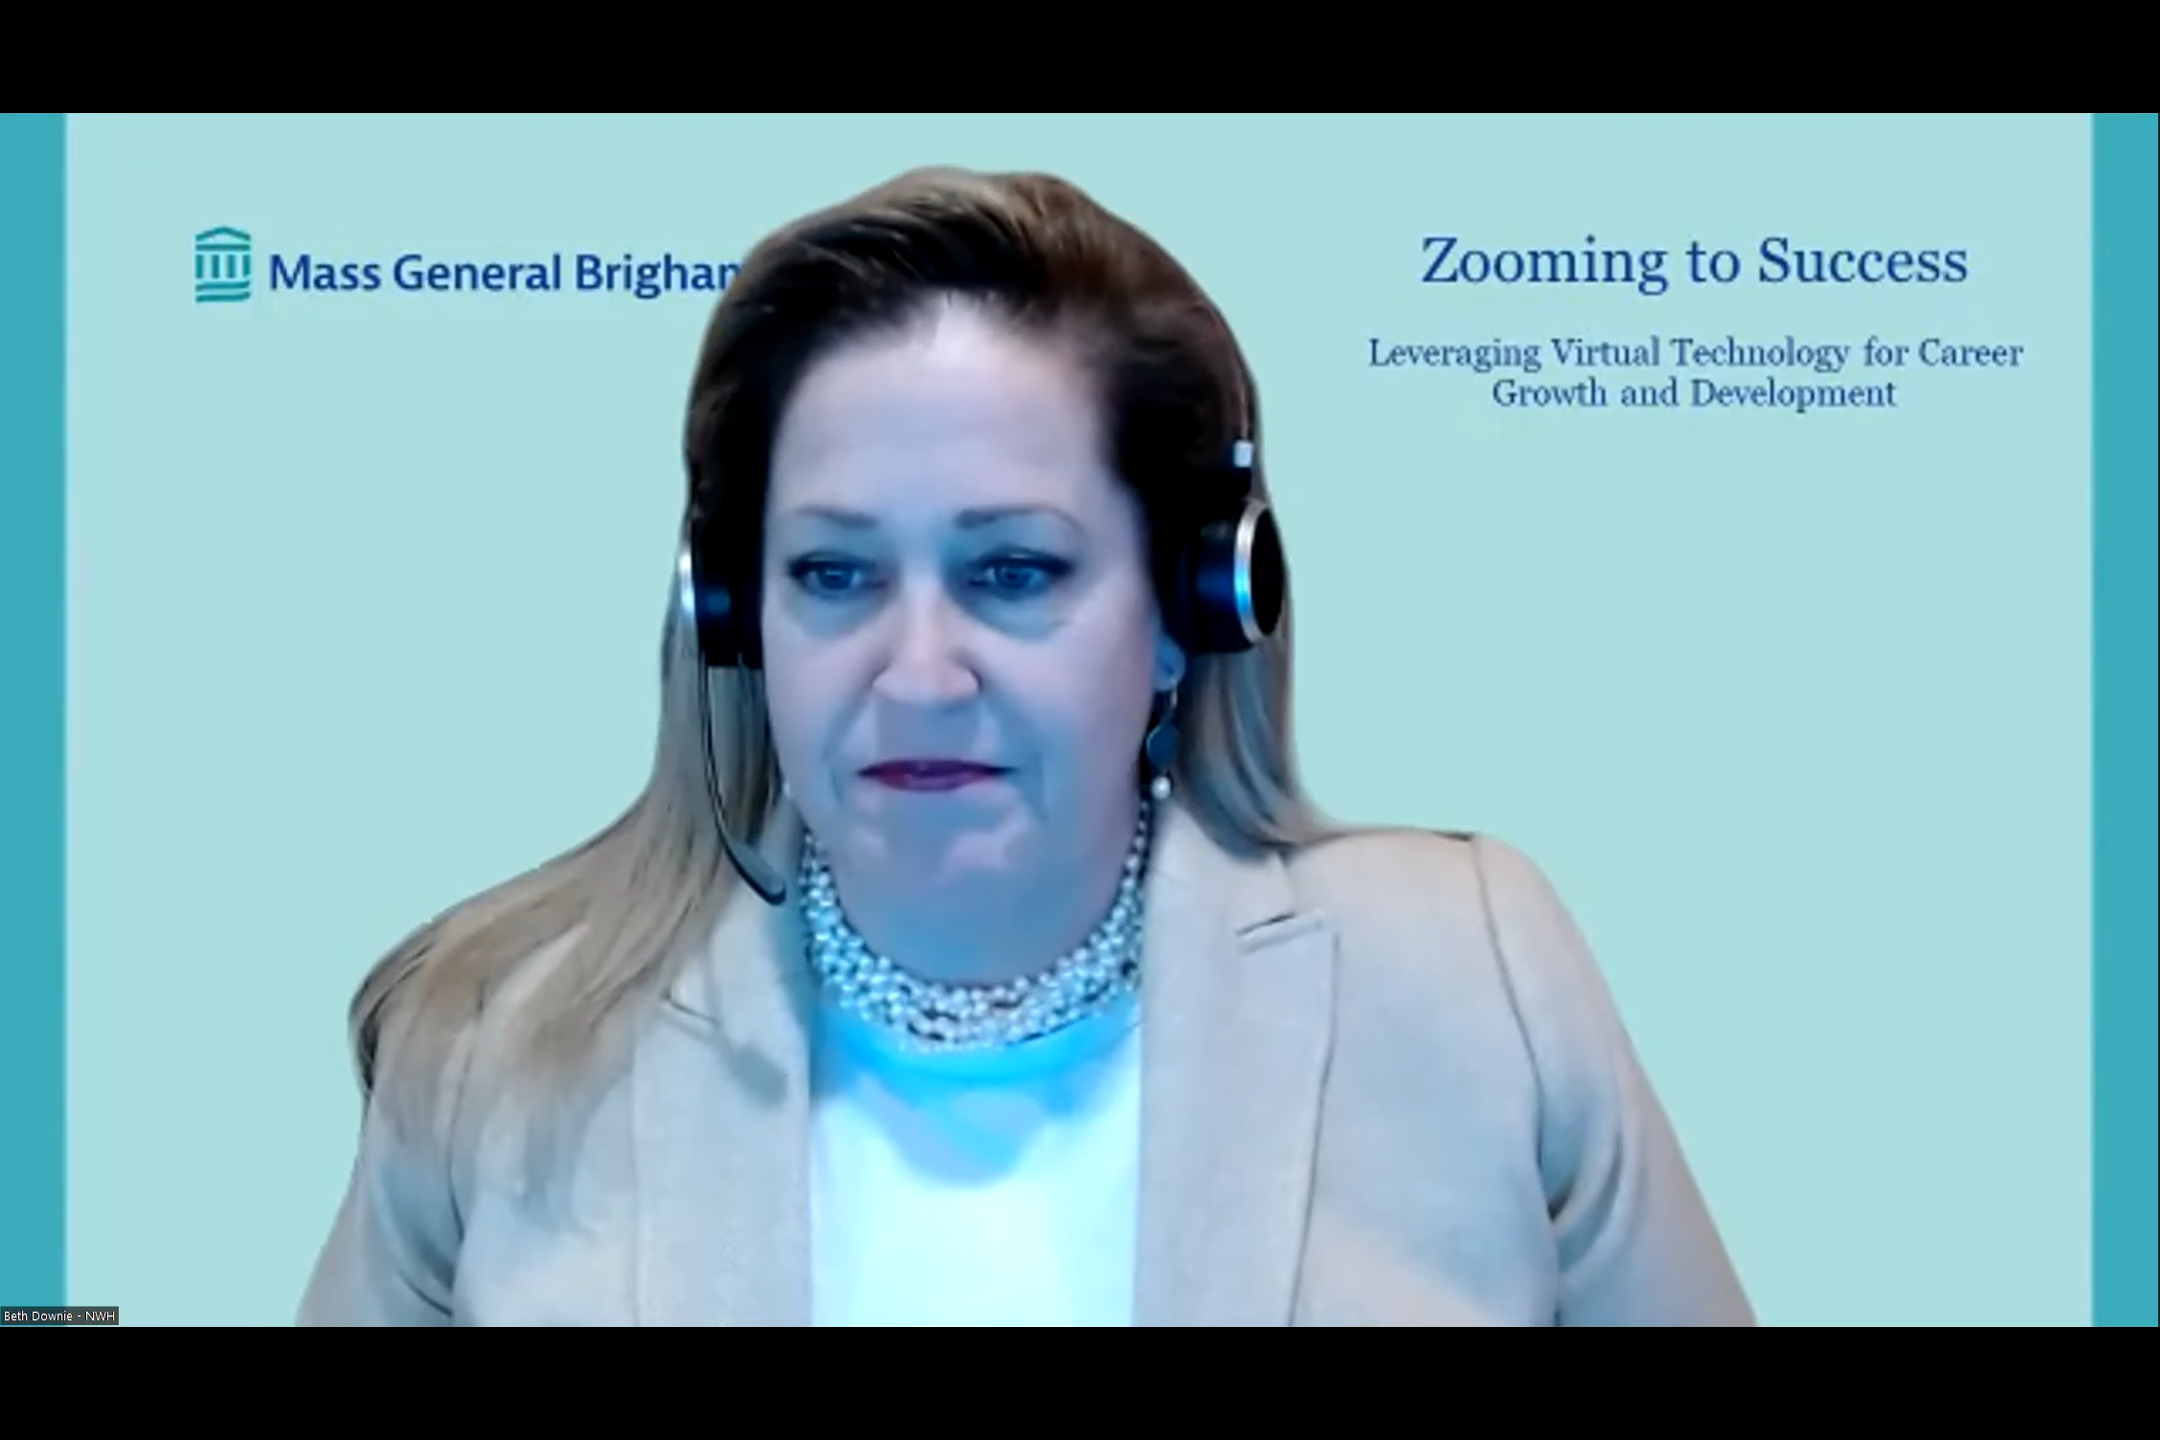 Mass General Brigham
Zooming to Success
Leveraging Virtual Technology for Career
Growth and Development
Beth Downie - NWH